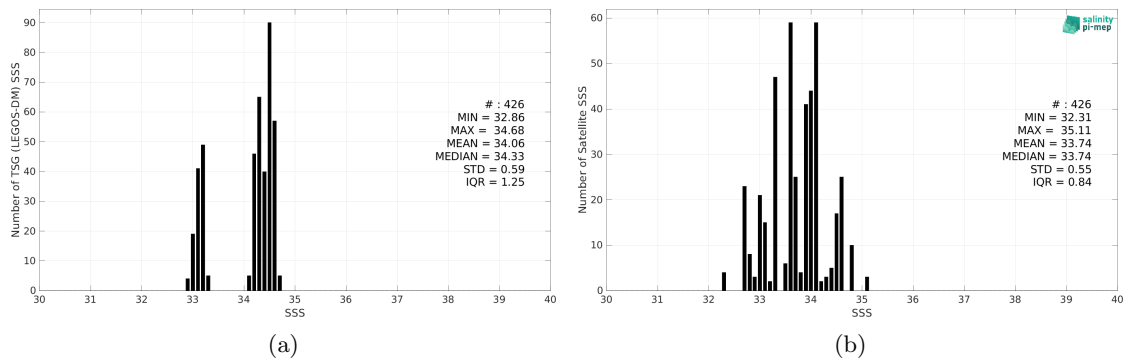 90
80
70
60
50
40
30
20
10
0
Number of TSG (LEGOS-DM) SSS
# : 426
MIN = 32.86
MAX = 34.68
MEAN = 34.06
MEDIAN = 34.33
STD = 0.59
IQR = 1.25
30 31 32 33 34 35 36 37 38 39 40
SSS
(a)
salinity
pi-mep
60
50
40
30
20
10
0
Number of Satellite SSS
# : 426
MIN = 32.31
MAX = 35.11
MEAN = 33.74
MEDIAN = 33.74
STD = 0.55
IQR = 0.84
30 31 32 33 34 35 36 37 38 39 40
SSS
(b)